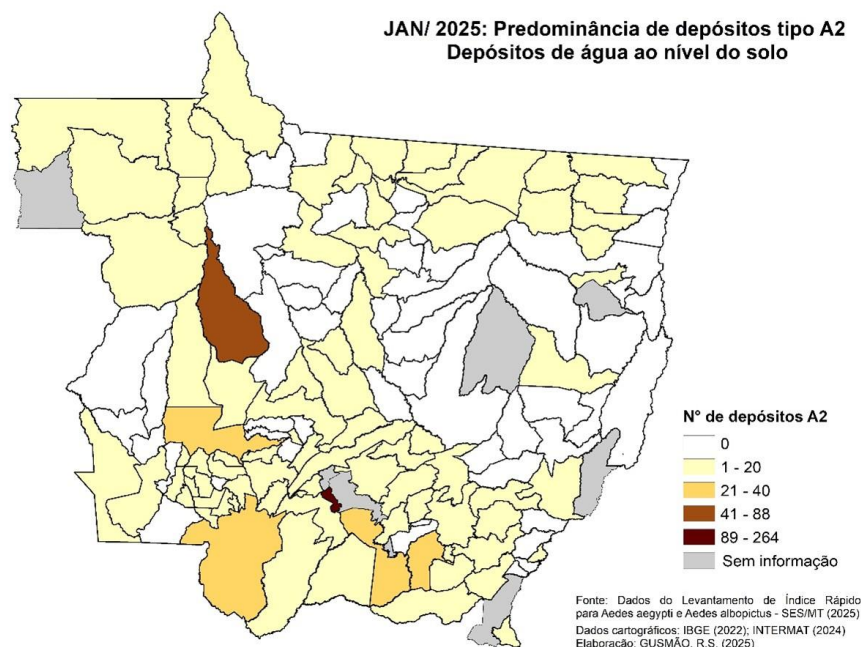 JAN/ 2025: Predominância de depósitos tipo A2
Depósitos de água ao nível do solo
N° de depósitos A2
0
1 - 20
21 - 40
41 - 88
89 - 264
Sem informação
Fonte: Dados do Levantamento de Índice Rápido
para Aedes aegypti e Aedes albopictus - SES/MT (2025)
Dados cartográficos: IBGE (2022); INTERMAT (2024)
Elaboração: GUSMÃO, R.S. (2025)